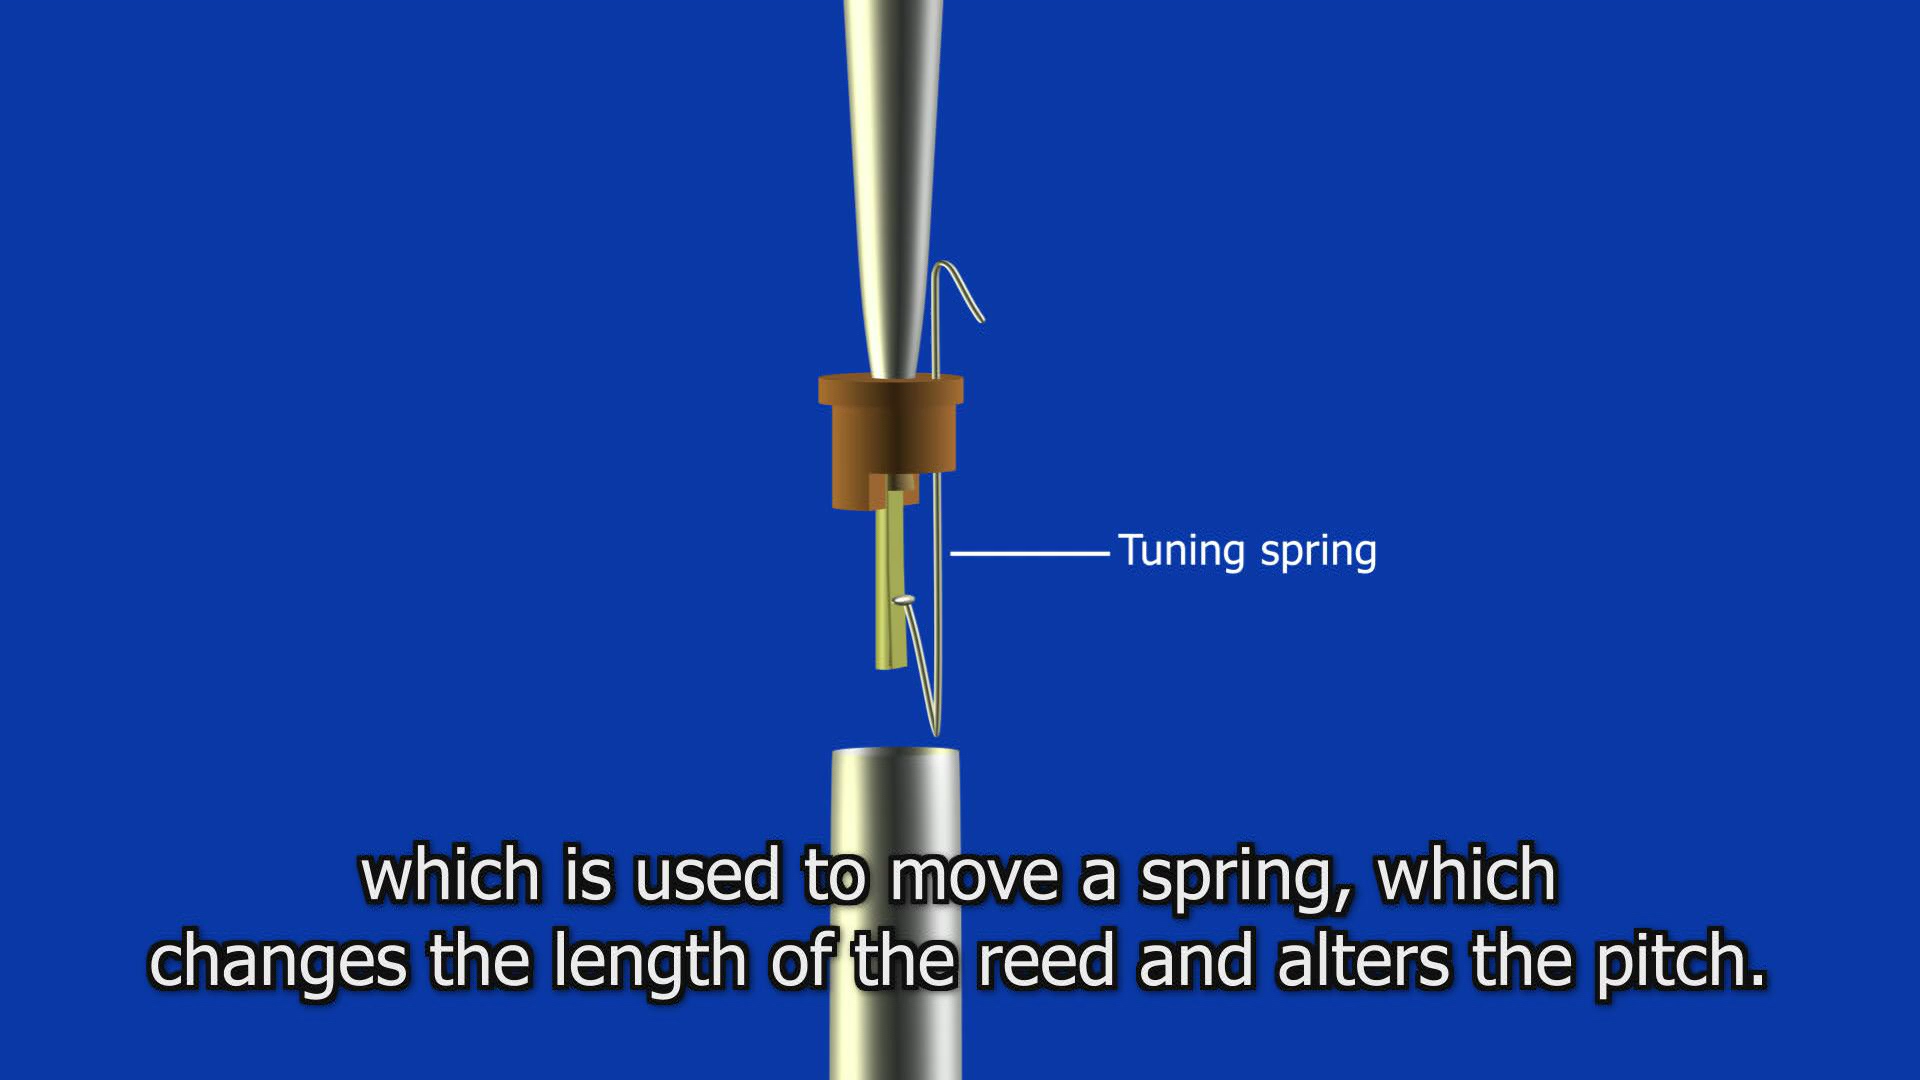 Tuning spring
which is used to move a spring, which
changes the length of the reed and alters the pitch.